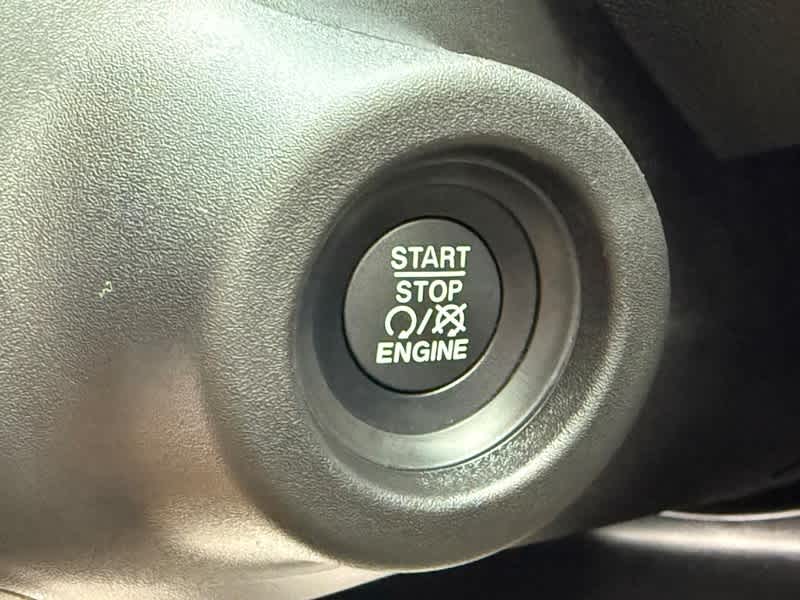 START
STOP
/
ENGINE